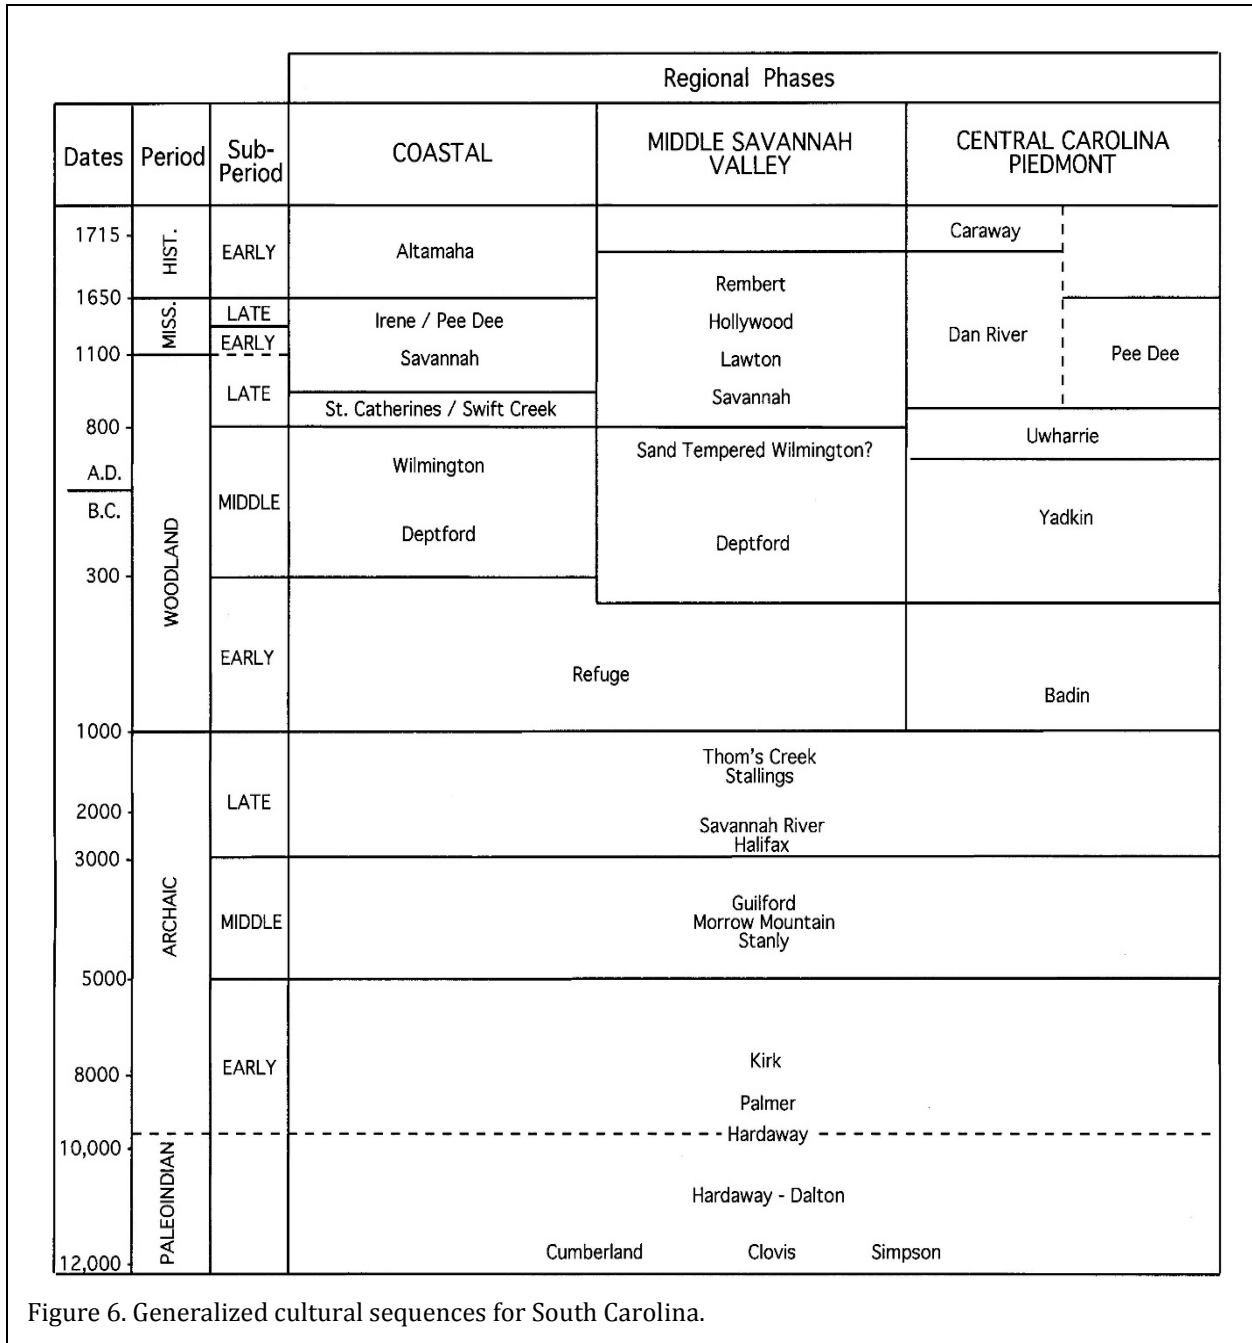 Regional Phases
Dates Period Sub-Period COASTAL MIDDLE SAVANNAH VALLEY CENTRAL CAROLINA PIEDMONT
1715 HIST. EARLY Altamaha Caraway
1650
Rembert
MISS. LATE Irene / Pee Dee Hollywood Dan River
EARLY
1100 Savannah Lawton Pee Dee
LATE Savannah
St. Catherines / Swift Creek
800 Uwharrie
Sand Tempered Wilmington?
A.D. Wilmington
B.C. MIDDLE Yadkin
WOODLAND Deptford Deptford
300
EARLY Refuge
Badin
1000
Thom's Creek
Stallings
LATE
2000
Savannah River
Halifax
3000
ARCHAIC
Guilford
MIDDLE Morrow Mountain
Stanly
5000
EARLY Kirk
8000
Palmer
Hardaway
10,000
PALEOINDIAN
Hardaway - Dalton
Cumberland Clovis Simpson
12,000
Figure 6. Generalized cultural sequences for South Carolina.